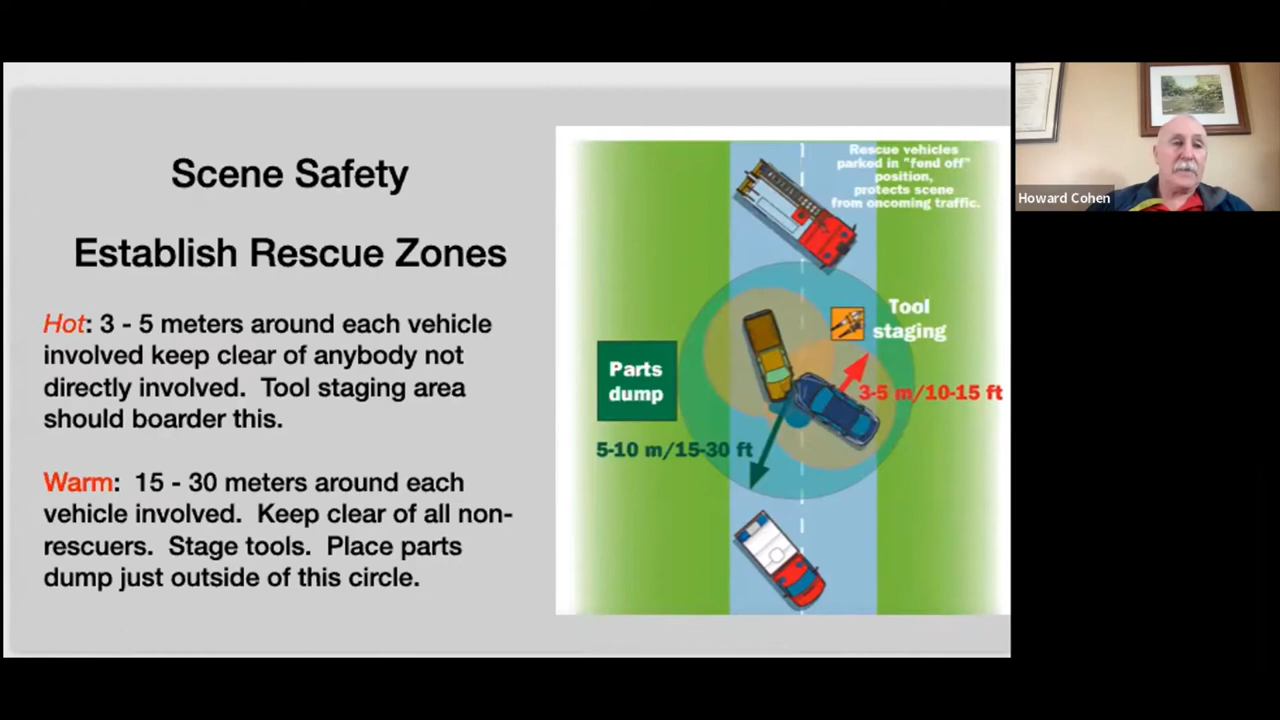 Scene Safety
Establish Rescue Zones
Hot: 3 - 5 meters around each vehicle
involved keep clear of anybody not
directly involved.  Tool staging area
should boarder this.
Warm:  15 - 30 meters around each
vehicle involved.  Keep clear of all non-
rescuers.  Stage tools.  Place parts
dump just outside of this circle.
Rescue vehicles
parked in "fend off"
position,
protects scene
from oncoming traffic.
Tool
staging
Parts
dump
3-5 m/10-15 ft
5-10 m/15-30 ft
Howard Cohen